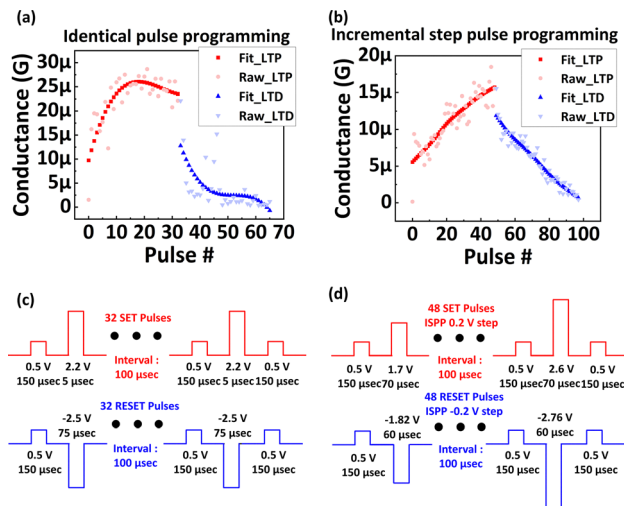 (a)
Identical pulse programming
Conductance (G)
30μ
25μ
20μ
15μ
10μ
5μ
0
Fit_LTP
Raw_LTP
Fit_LTD
Raw_LTD
0 10 20 30 40 50 60 70
Pulse #
(b)
Incremental step pulse programming
Conductance (G)
20μ
15μ
10μ
5μ
0
Fit_LTP
Raw_LTP
Fit_LTD
Raw_LTD
0 20 40 60 80 100
Pulse #
(c)
32 SET Pulses
Interval :
100 μsec
0.5 V 2.2 V 0.5 V 2.2 V 0.5 V
150 μsec 5 μsec 150 μsec 5 μsec 150 μsec
32 RESET Pulses
-2.5 V -2.5 V
75 μsec 75 μsec
Interval :
100 μsec
0.5 V 0.5 V 0.5 V
150 μsec 150 μsec 150 μsec
(d)
48 SET Pulses
ISPP 0.2 V step
Interval :
100 μsec
0.5 V 1.7 V 0.5 V 2.6 V 0.5 V
150 μsec 70 μsec 150 μsec 70 μsec 150 μsec
48 RESET Pulses
ISPP -0.2 V step
-1.82 V -2.76 V
60 μsec 60 μsec
Interval :
100 μsec
0.5 V 0.5 V 0.5 V
150 μsec 150 μsec 150 μsec